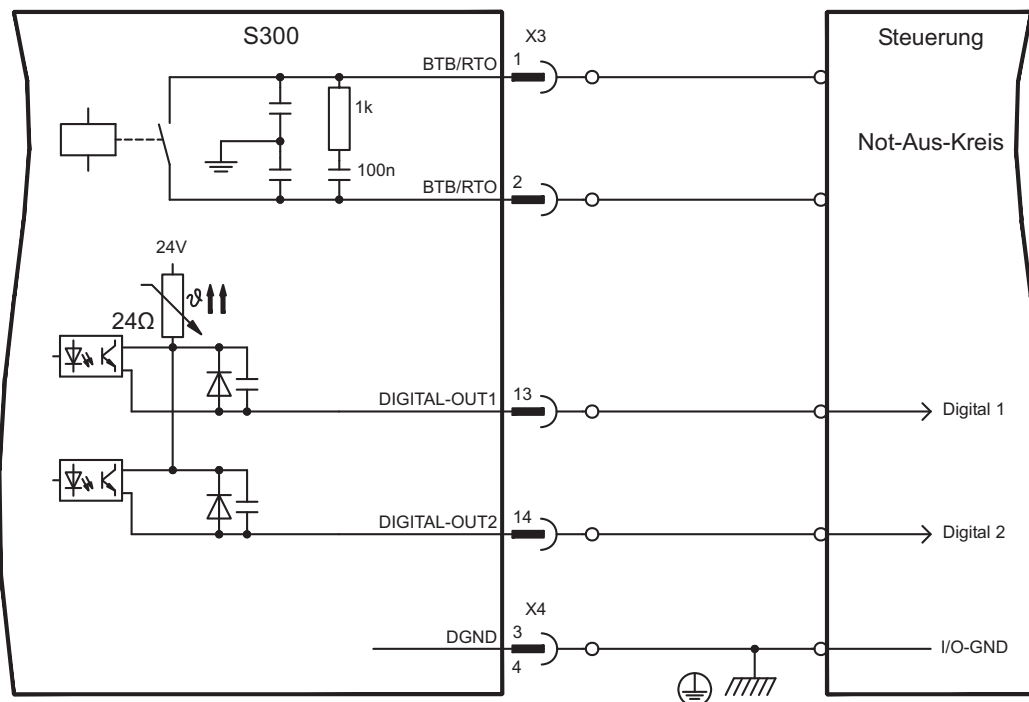 S300
X3
Steuerung
BTB/RTO
1
1k
Not-Aus-Kreis
100n
BTB/RTO
2
24V
ϑ
24Ω
DIGITAL-OUT1
13
Digital 1
DIGITAL-OUT2
14
Digital 2
X4
DGND
3
4
I/O-GND